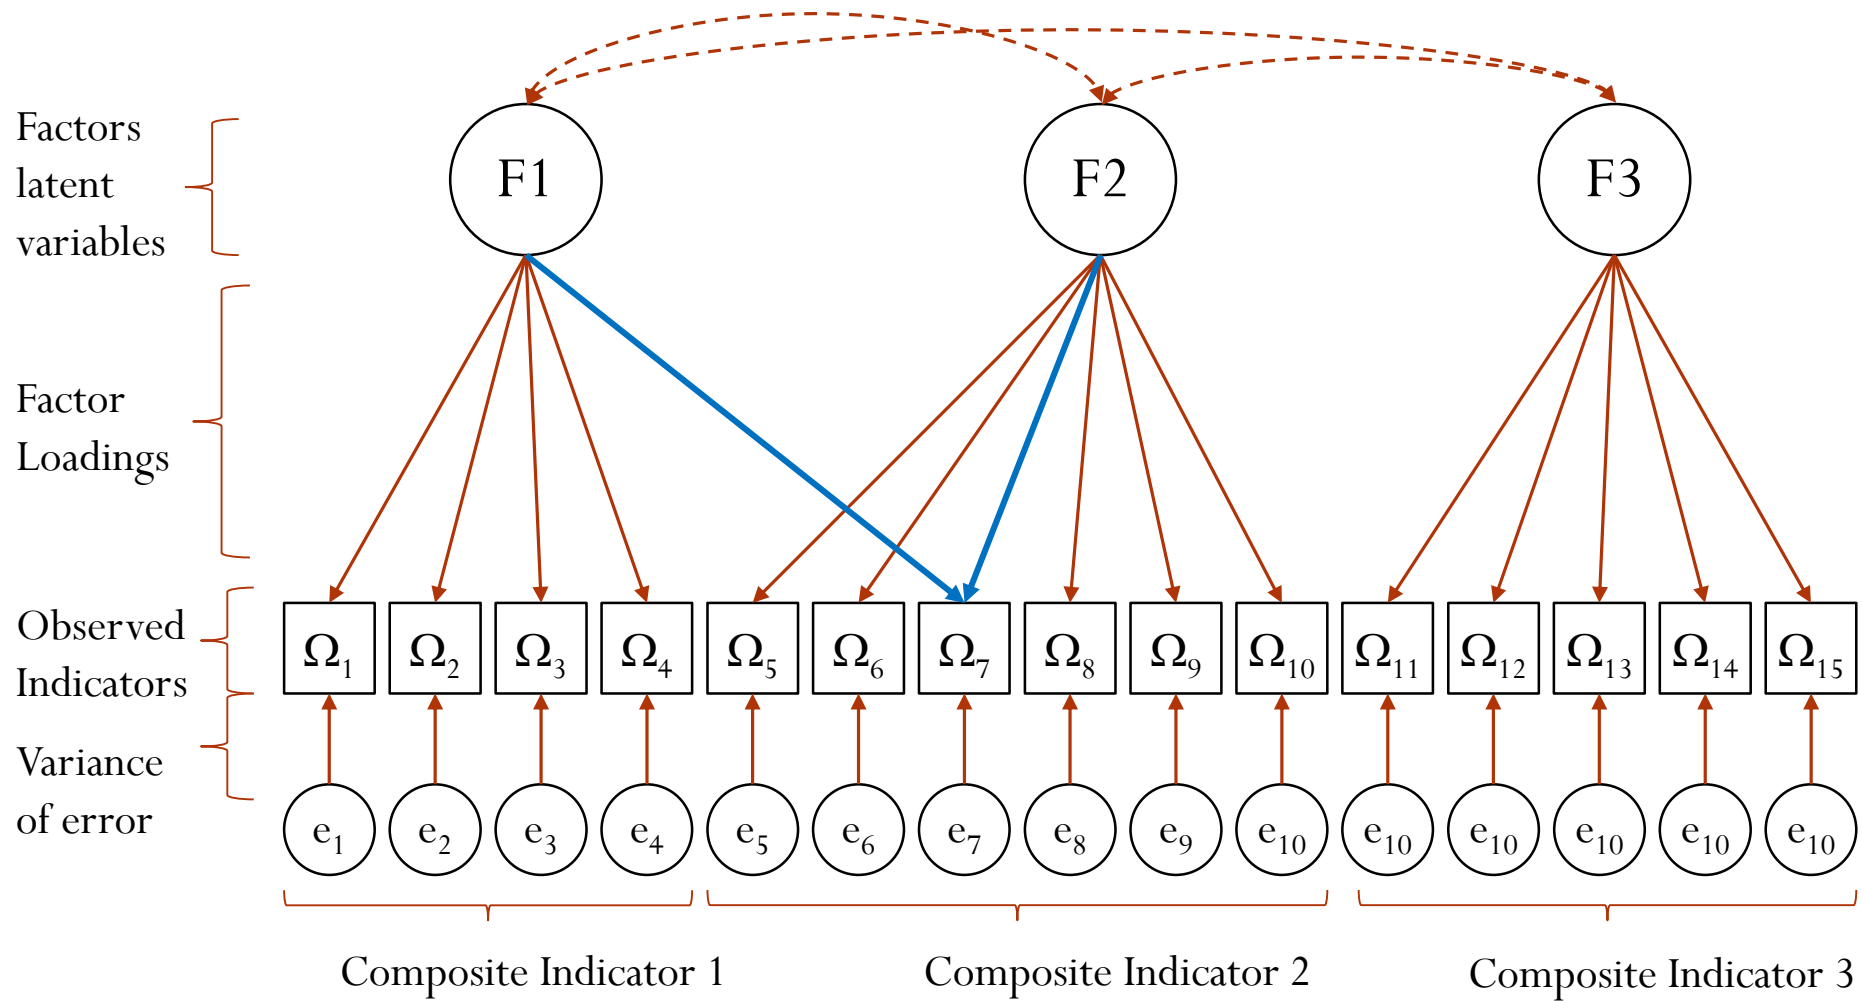 F1 F2 F3
Factors
latent
variables
Factor
Loadings
Observed
Indicators
Ω1 Ω2 Ω3 Ω4 Ω5 Ω6 Ω7 Ω8 Ω9 Ω10 Ω11 Ω12 Ω13 Ω14 Ω15
Variance
of error
e1 e2 e3 e4 e5 e6 e7 e8 e9 e10 e10 e10 e10 e10 e10
Composite Indicator 1 Composite Indicator 2 Composite Indicator 3